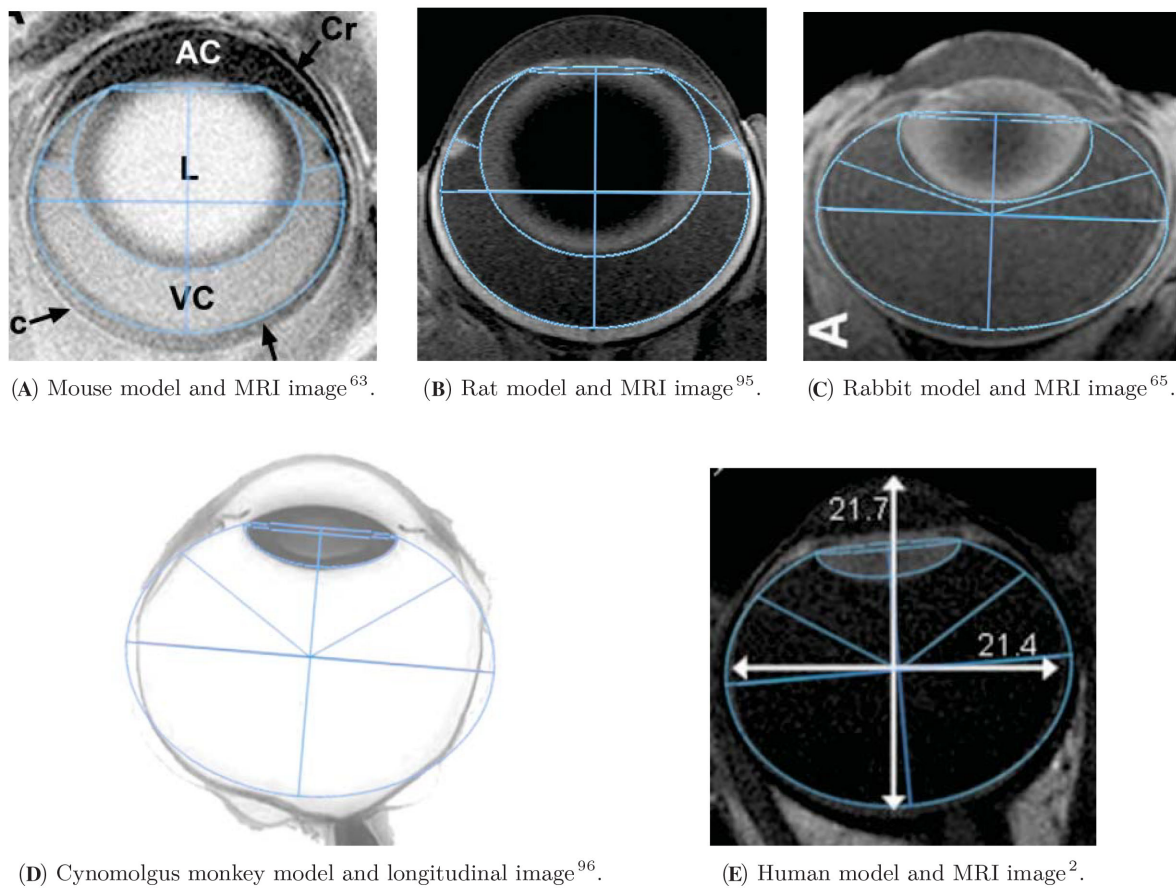 AC
Cr
L
VC
c
(A) Mouse model and MRI image⁶³.
(B) Rat model and MRI image⁹⁵.
A
(C) Rabbit model and MRI image⁶⁵.
(D) Cynomolgus monkey model and longitudinal image⁹⁶.
21.7
21.4
(E) Human model and MRI image².